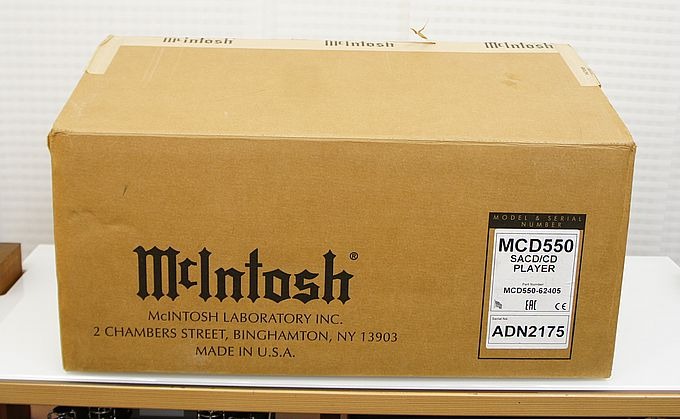 McIntosh McIntosh McIntosh
McIntosh®
McINTOSH LABORATORY INC.
2 CHAMBERS STREET, BINGHAMTON, NY 13903
MADE IN U.S.A.
MODEL & SERIAL
NUMBER
MCD550
SACD/CD
PLAYER
Part Number
MCD550-62405
EAC CE
Serial No.
ADN2175